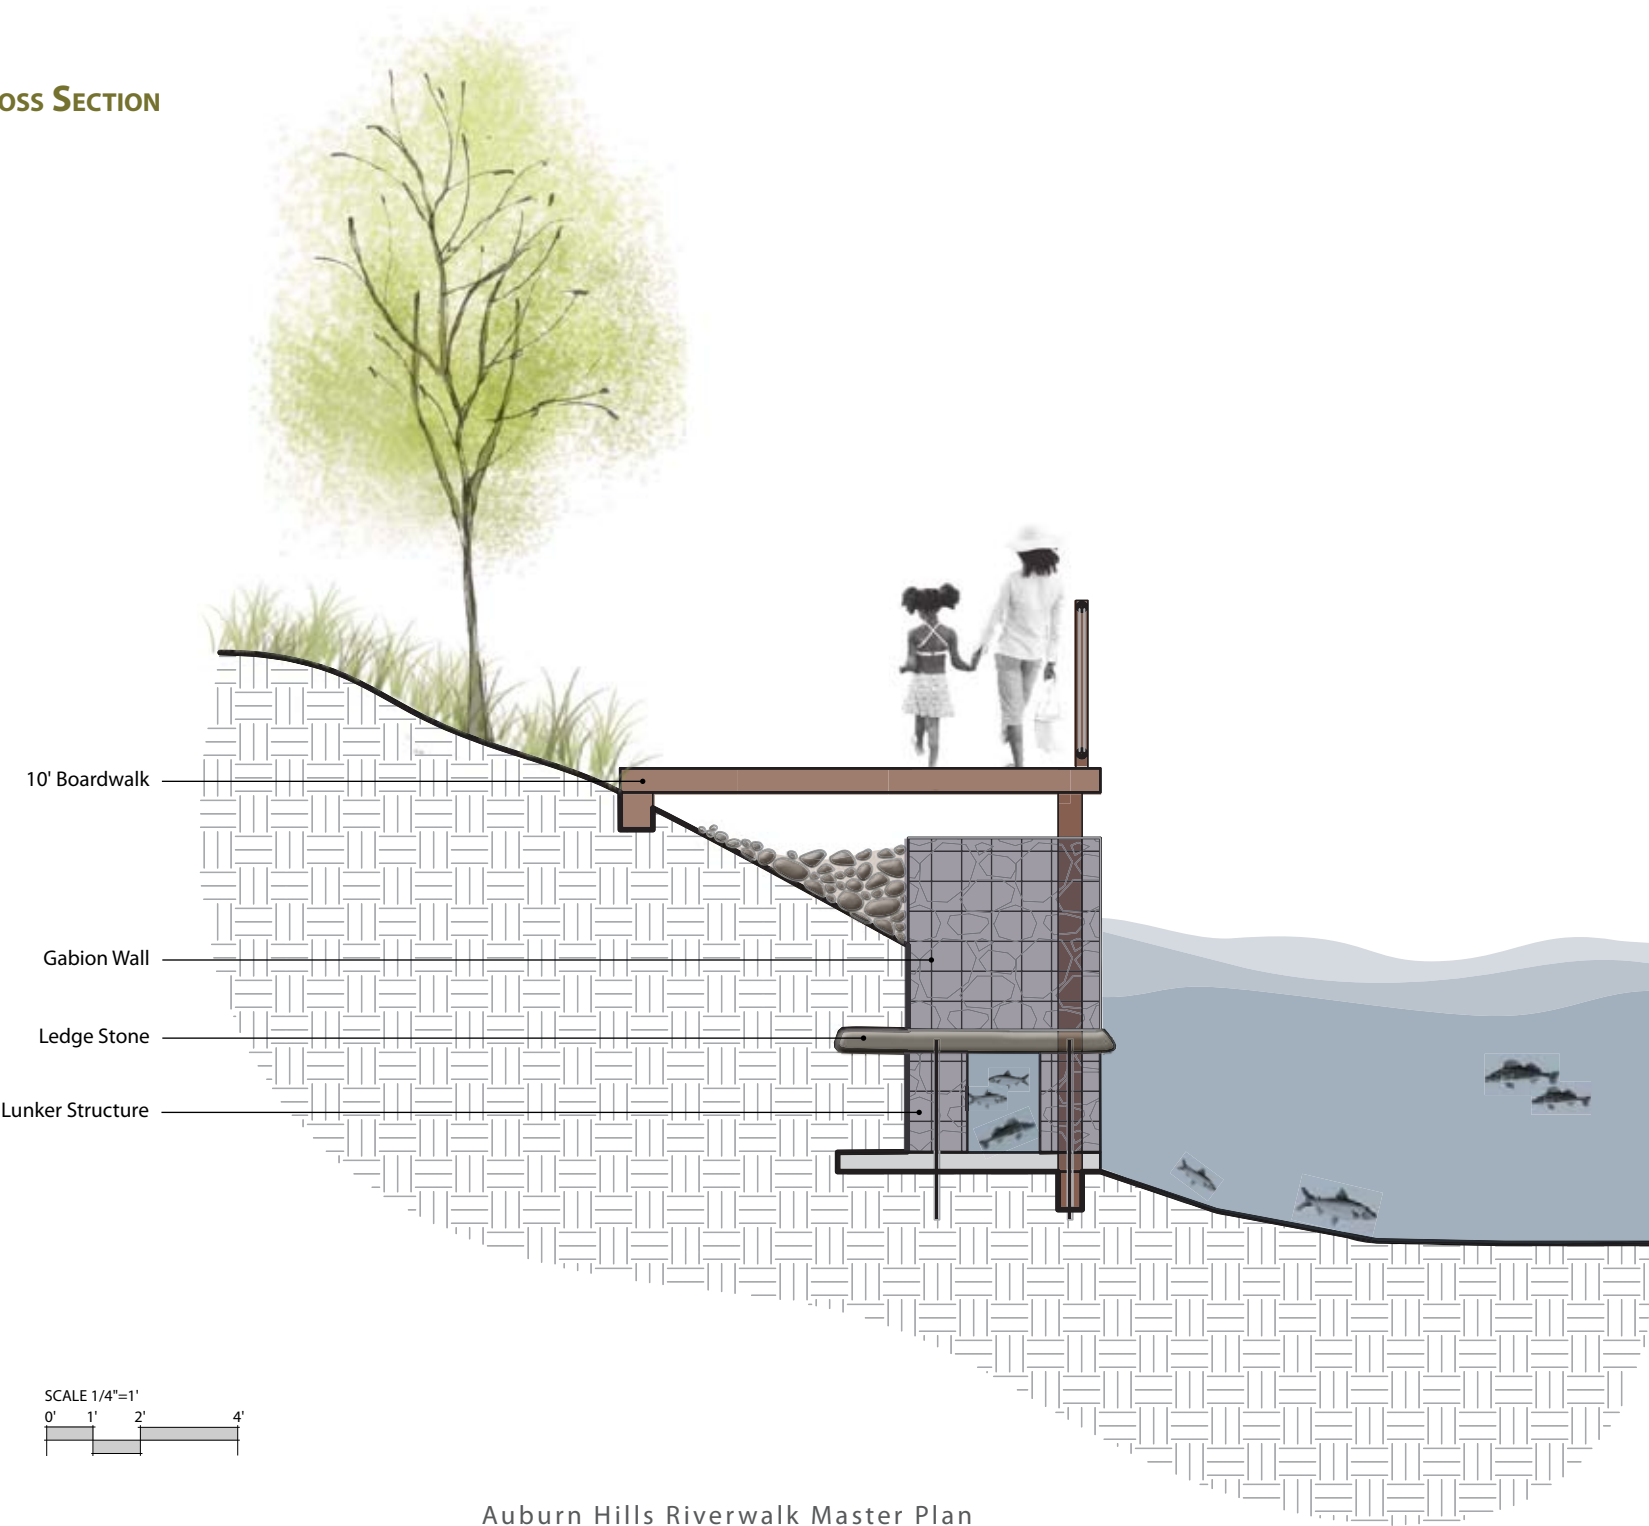 OSS SECTION
10' Boardwalk
Gabion Wall
Ledge Stone
Lunker Structure
SCALE 1/4"=1'
0' 1' 2' 4'
Auburn Hills Riverwalk Master Plan